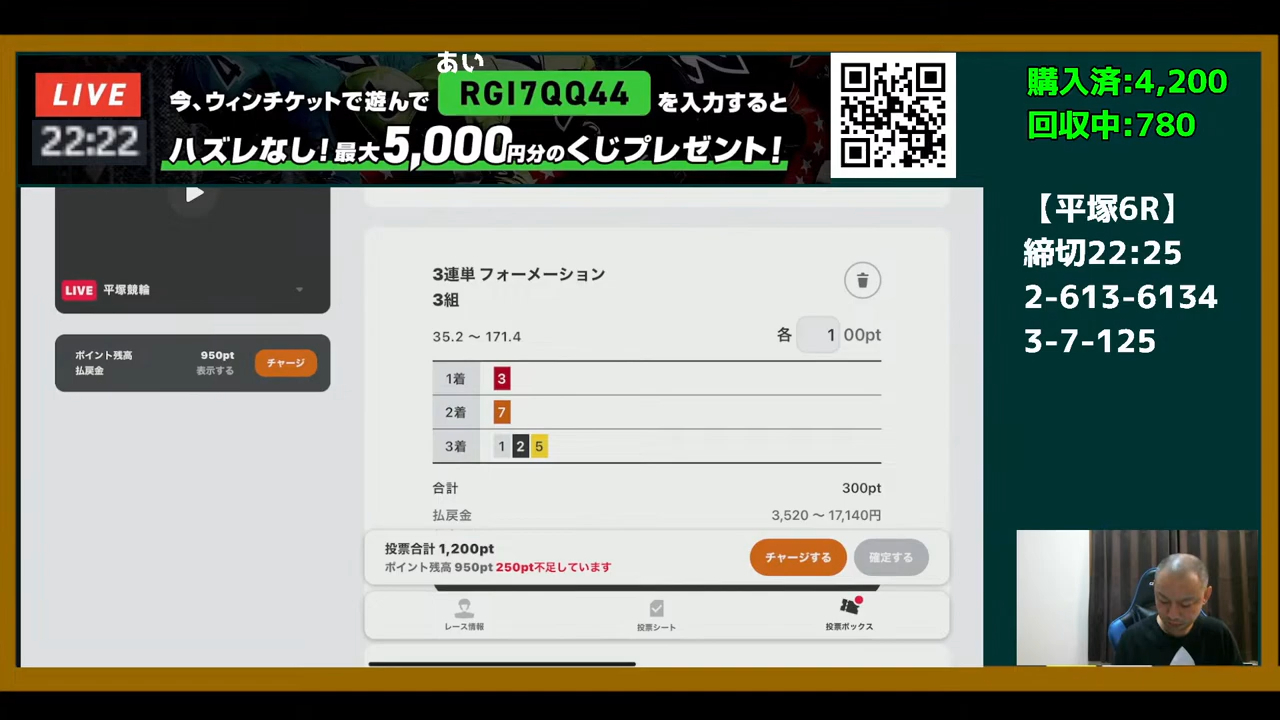 あい
LIVE
22:22
今、ウィンチケットで遊んで RGI7QQ44 を入力すると
ハズレなし!最大5,000円分のくじプレゼント!
購入済:4,200
回収中:780
【平塚6R】
締切22:25
2-613-6134
3-7-125
LIVE 平塚競輪
ポイント残高 950pt
払戻金 表示する
チャージ
3連単 フォーメーション
3組
35.2 〜 171.4
各 1 00pt
1着 3
2着 7
3着 1 2 5
合計 300pt
払戻金 3,520 〜 17,140円
投票合計 1,200pt
ポイント残高 950pt 250pt不足しています
チャージする 確定する
レース情報 投票シート 投票ボックス